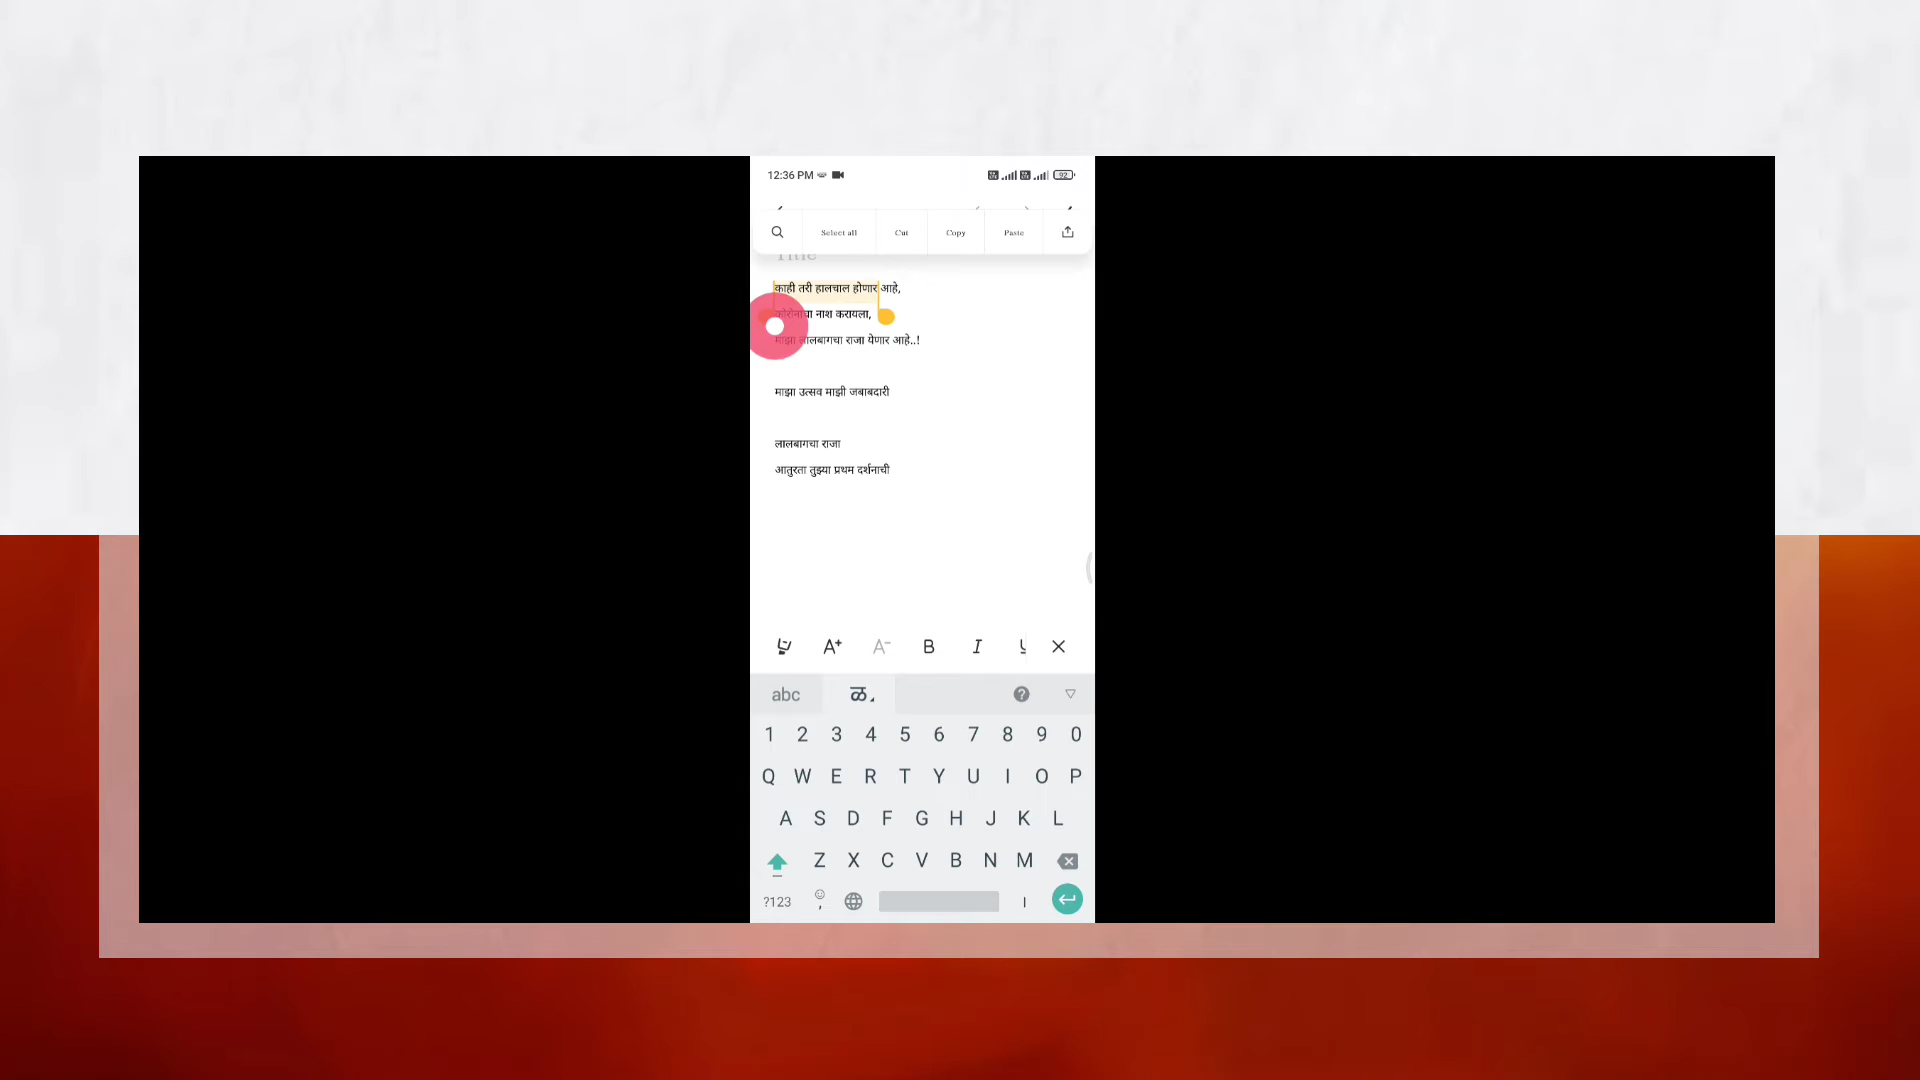 12:36 PM 92
Select all Cut Copy Paste
Title
काही तरी हालचाल होणार आहे,
कोरोनाचा नाश करायला,
माझा लालबागचा राजा येणार आहे..!
माझा उत्सव माझी जबाबदारी
लालबागचा राजा
आतुरता तुझ्या प्रथम दर्शनाची
A+ A- B I U
abc ळ ?
1 2 3 4 5 6 7 8 9 0
Q W E R T Y U I O P
A S D F G H J K L
Z X C V B N M
?123 , |